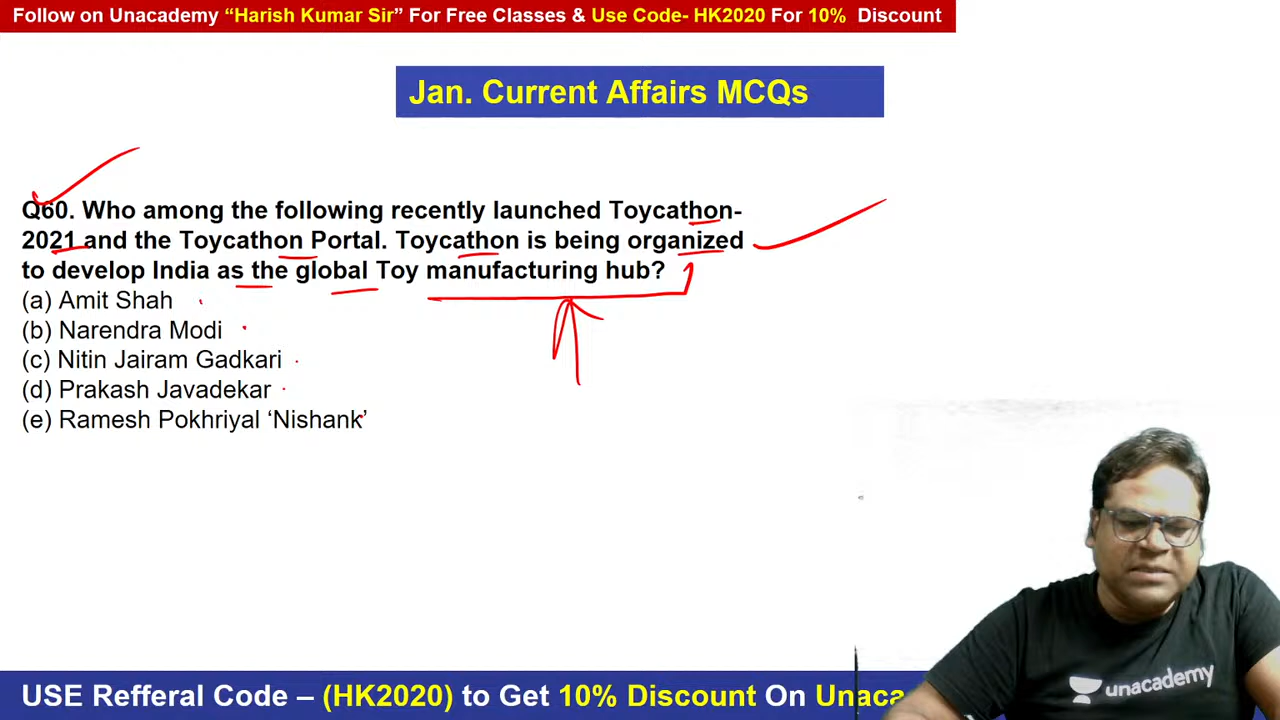 Follow on Unacademy “Harish Kumar Sir” For Free Classes & Use Code- HK2020 For 10% Discount
Jan. Current Affairs MCQs
Q60. Who among the following recently launched Toycathon-
2021 and the Toycathon Portal. Toycathon is being organized
to develop India as the global Toy manufacturing hub?
(a) Amit Shah
(b) Narendra Modi
(c) Nitin Jairam Gadkari
(d) Prakash Javadekar
(e) Ramesh Pokhriyal ‘Nishank’
unacademy
USE Refferal Code – (HK2020) to Get 10% Discount On Unaca